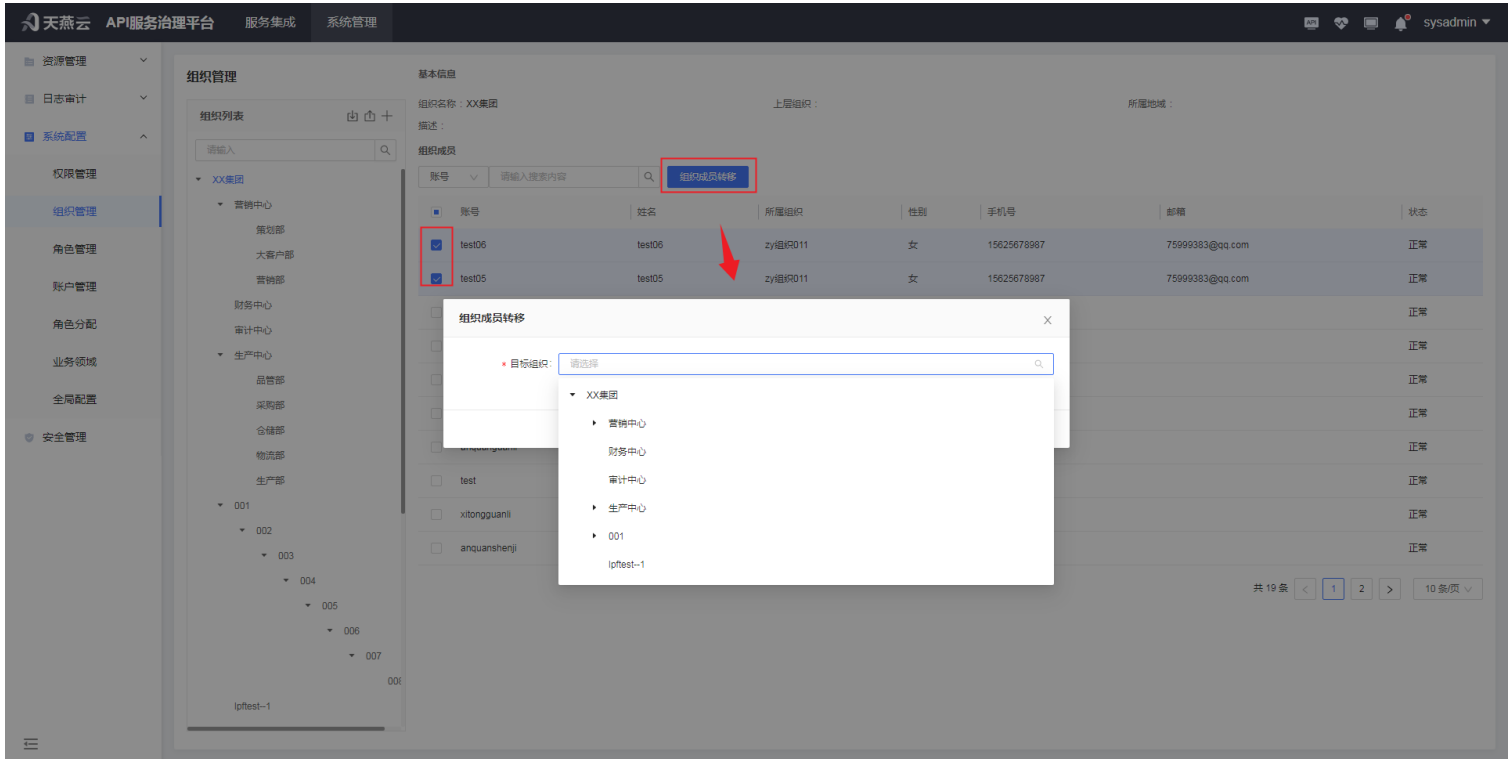 天燕云 API服务治理平台 服务集成 系统管理 API sysadmin
资源管理
日志审计
系统配置
权限管理
组织管理
角色管理
账户管理
角色分配
业务领域
全局配置
安全管理
组织管理
组织列表
请输入
XX集团
营销中心
策划部
大客户部
营销部
财务中心
审计中心
生产中心
品管部
采购部
仓储部
物流部
生产部
001
002
003
004
005
006
007
008
lpftest--1
基本信息
组织名称 : XX集团 上层组织 : 所属地域 :
描述 :
组织成员
账号 请输入搜索内容 组织成员转移
账号 姓名 所属组织 性别 手机号 邮箱 状态
test06 test06 zy组织011 女 15625678987 75999383@qq.com 正常
test05 test05 zy组织011 女 15625678987 75999383@qq.com 正常
正常
正常
正常
正常
正常
test 正常
xitongguanli 正常
anquanshenji 正常
组织成员转移
* 目标组织: 请选择
XX集团
营销中心
财务中心
审计中心
生产中心
001
lpftest--1
共 19 条 < 1 2 > 10 条/页